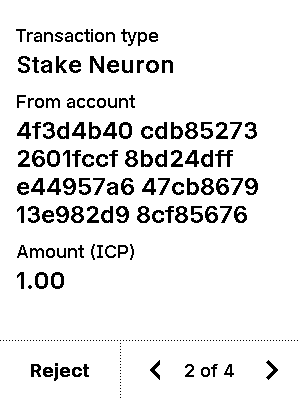 Transaction type
Stake Neuron
From account
4f3d4b40 cdb85273
2601fccf 8bd24dff
e44957a6 47cb8679
13e982d9 8cf85676
Amount (ICP)
1.00
Reject
2 of 4